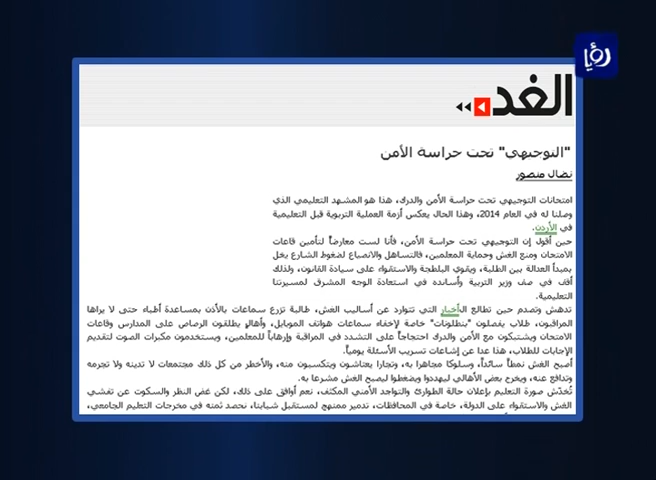 رؤيا
الغد
"التوجيهي" تحت حراسة الأمن
نضال منصور
امتحانات التوجيهي تحت حراسة الأمن والدرك، هذا هو المشهد التعليمي الذي
وصلنا له في العام 2014، وهذا الحال يعكس أزمة العملية التربوية قبل التعليمية
في الأردن.
حين أقول إن التوجيهي تحت حراسة الأمن، فأنا لست معارضاً لتأمين قاعات
الامتحان ومنع الغش وحماية المعلمين، فالتساهل والانصياع لضغوط الشارع يخل
بمبدأ العدالة بين الطلبة، ويقوي البلطجة والاستقواء على سيادة القانون، ولذلك
أقف في صف وزير التربية وأسانده في استعادة الوجه المشرق لمسيرتنا
التعليمية.
تدهش وتصدم حين تطالع الأخبار التي تتوارد عن أساليب الغش، طالبة تزرع سماعات بالأذن بمساعدة أطباء حتى لا يراها
المراقبون، طلاب يفصلون "بنطلونات" خاصة لإخفاء سماعات هواتف الموبايل، وأهالٍ يطلقون الرصاص على المدارس وقاعات
الامتحان ويشتبكون مع الأمن والدرك احتجاجاً على التشدد في المراقبة وإرهاباً للمعلمين، ويستخدمون مكبرات الصوت لتقديم
الإجابات للطلاب، هذا عدا عن إشاعات تسريب الأسئلة يومياً.
أصبح الغش نمطاً سائداً، وسلوكا مجاهرا به، وتجارا يعتاشون ويتكسبون منه، والأخطر من كل ذلك مجتمعات لا تدينه ولا تجرمه
وتدافع عنه، ويخرج بعض الأهالي ليهددوا ويضغطوا ليصبح الغش مشرعا به.
تُخدّش صورة التعليم بإعلان حالة الطوارئ والتواجد الأمني المكثف، نعم أوافق على ذلك، لكن غض النظر والسكوت عن تفشي
الغش والاستقواء على الدولة، خاصة في المحافظات، تدمير ممنهج لمستقبل شبابنا، نحصد ثمنه في مخرجات التعليم الجامعي،